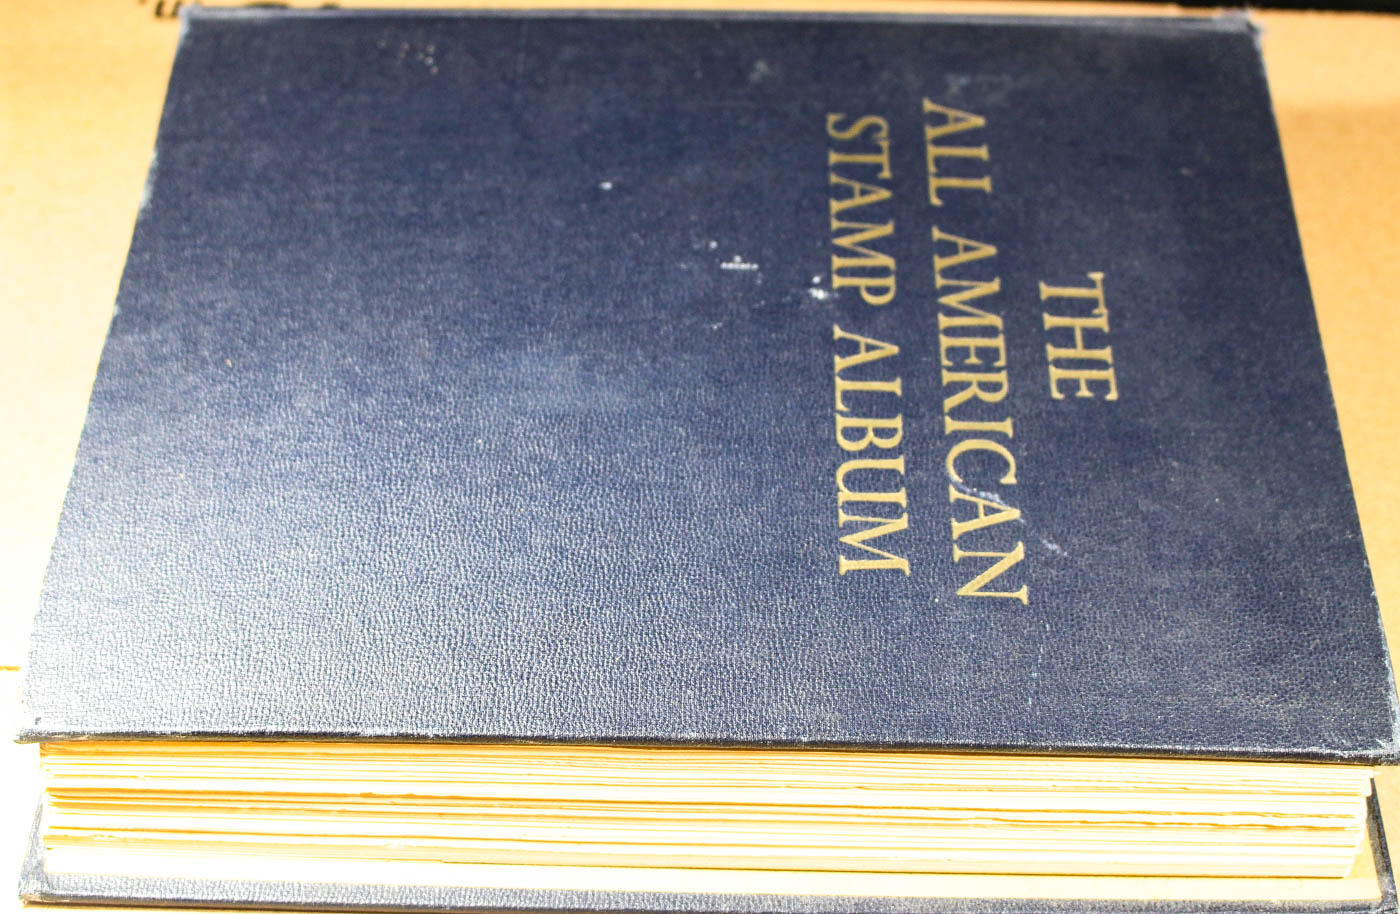 THE
ALL AMERICAN
STAMP ALBUM